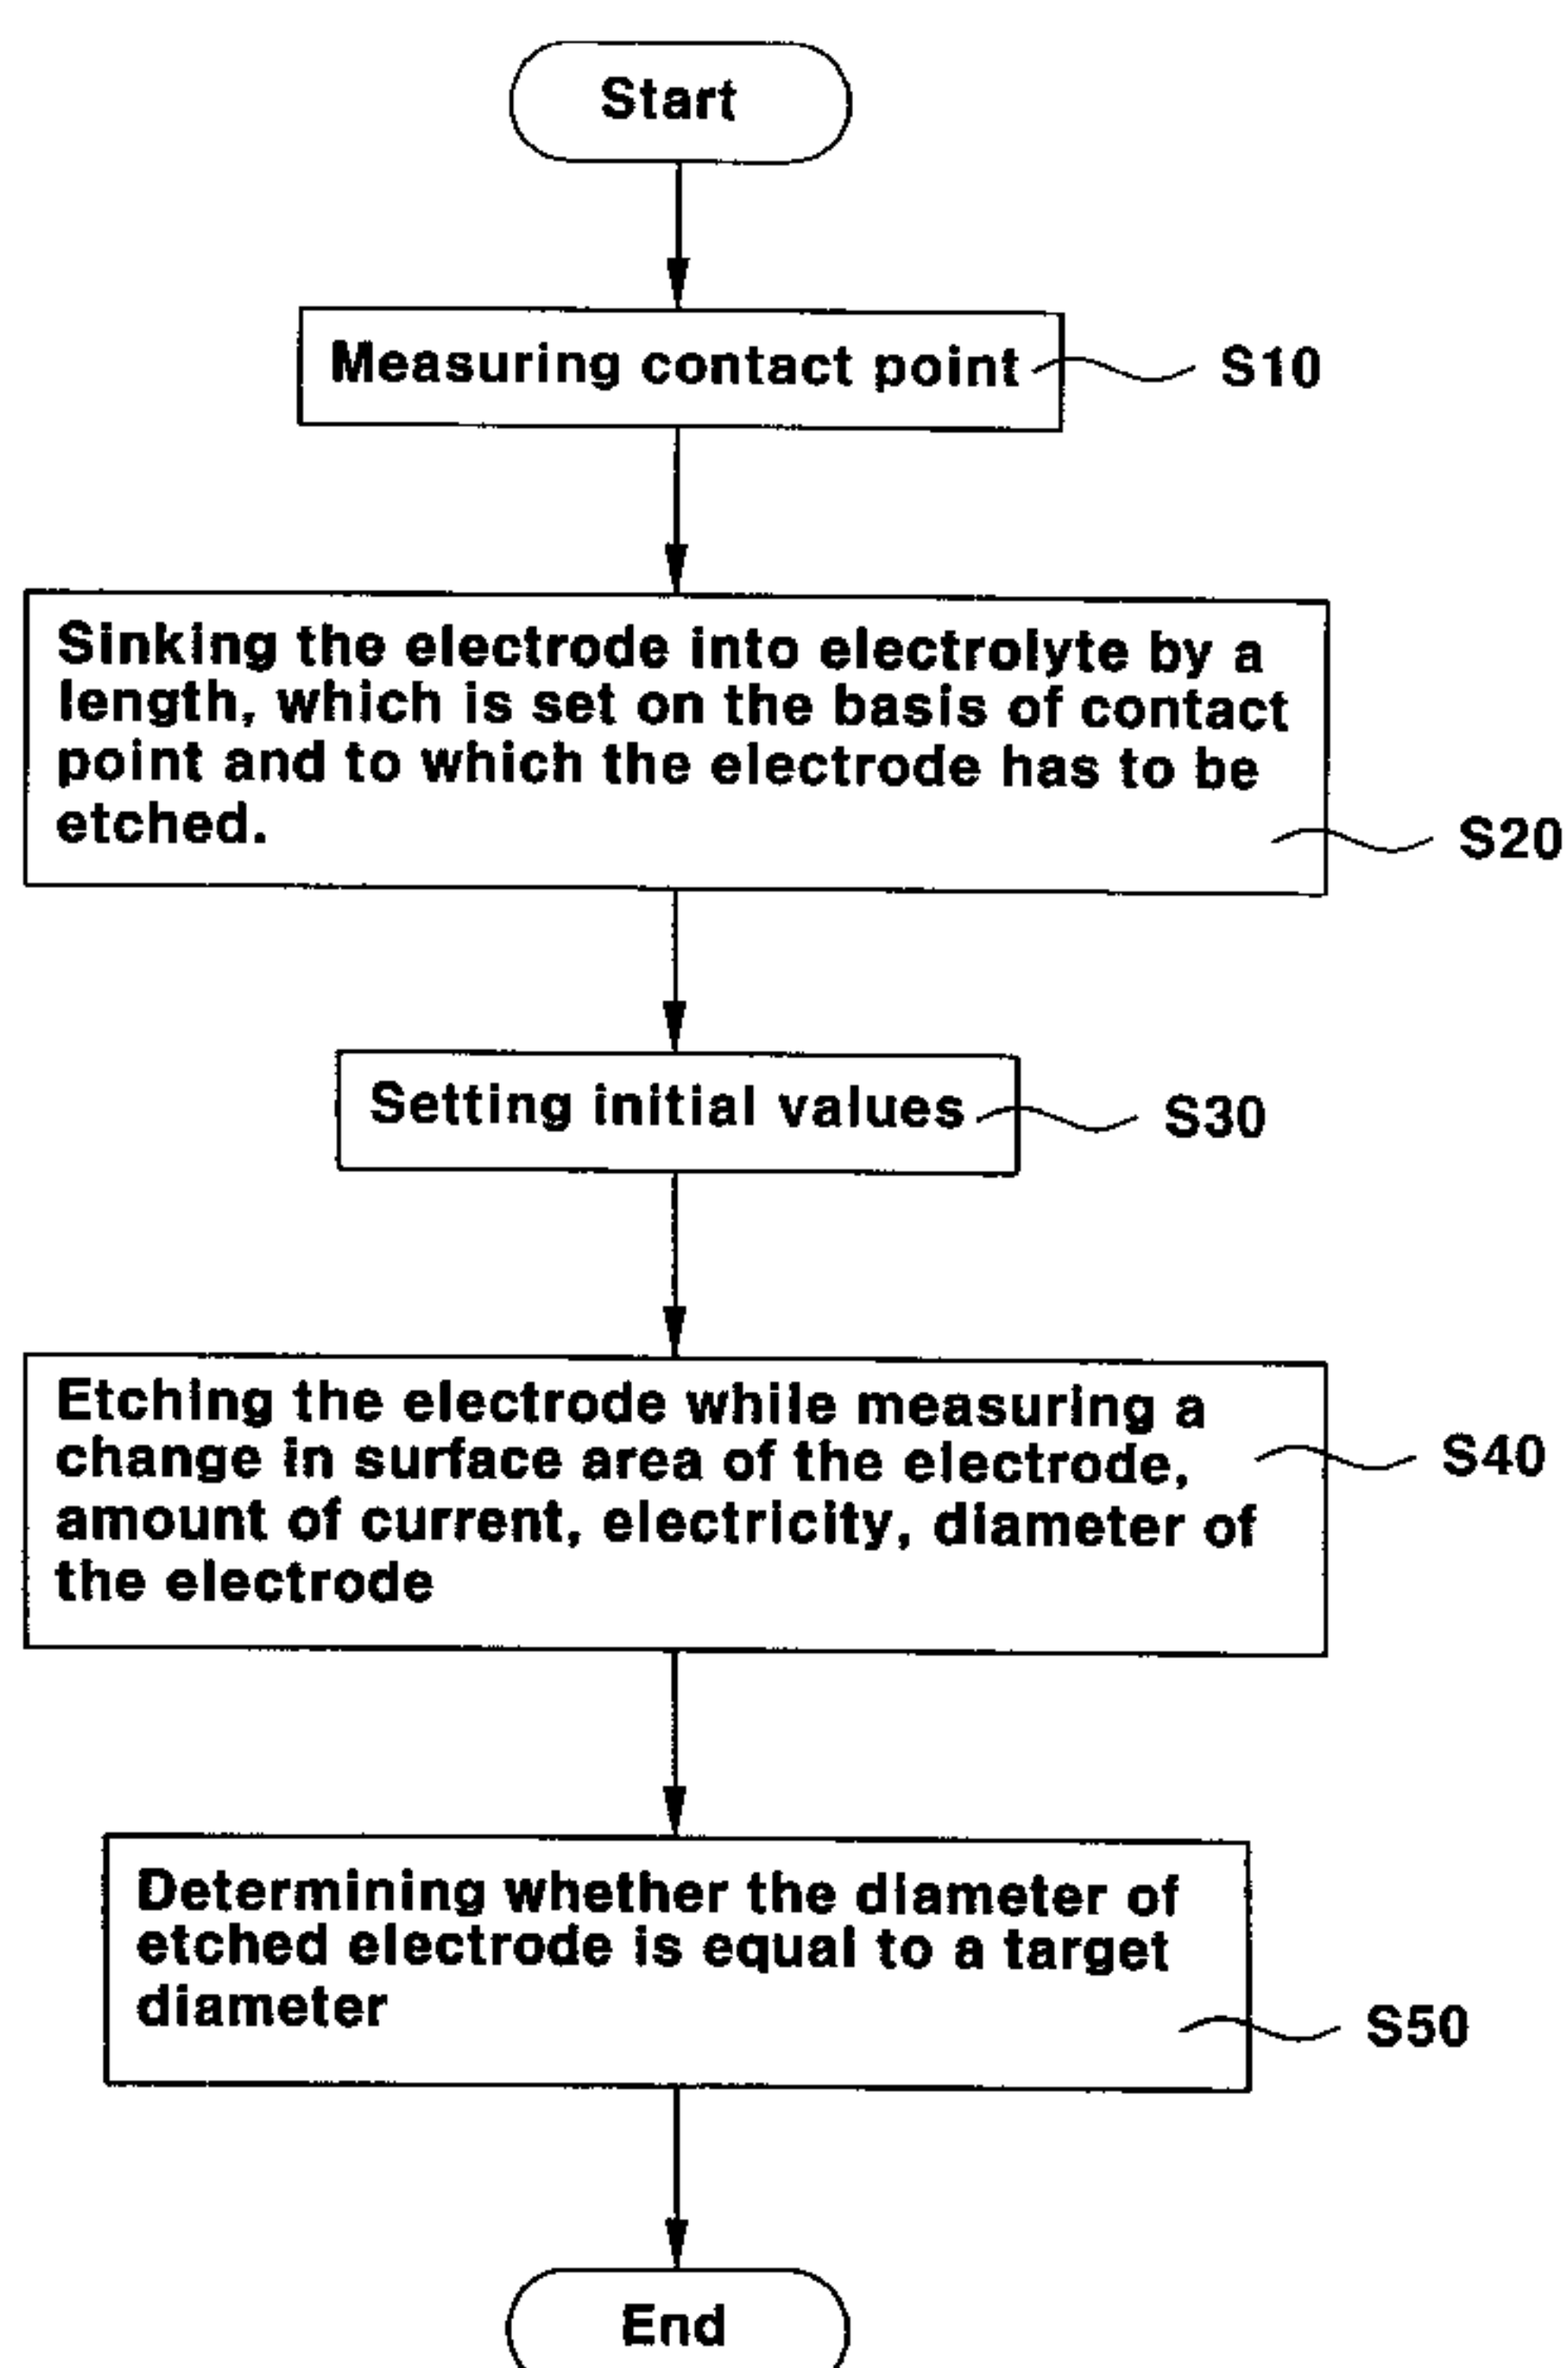 Start
Measuring contact point
S10
Sinking the electrode into electrolyte by a
length, which is set on the basis of contact
point and to which the electrode has to be
etched.
S20
Setting initial values
S30
Etching the electrode while measuring a
change in surface area of the electrode,
amount of current, electricity, diameter of
the electrode
S40
Determining whether the diameter of
etched electrode is equal to a target
diameter
S50
End